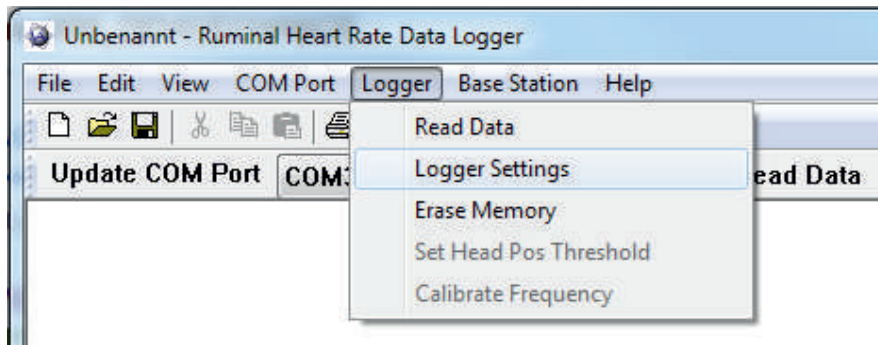 Unbenannt - Ruminal Heart Rate Data Logger
File Edit View COM Port Logger Base Station Help
Read Data
Update COM Port
Logger Settings
Data
Erase Memory
Set Head Pos Threshold
Calibrate Frequency